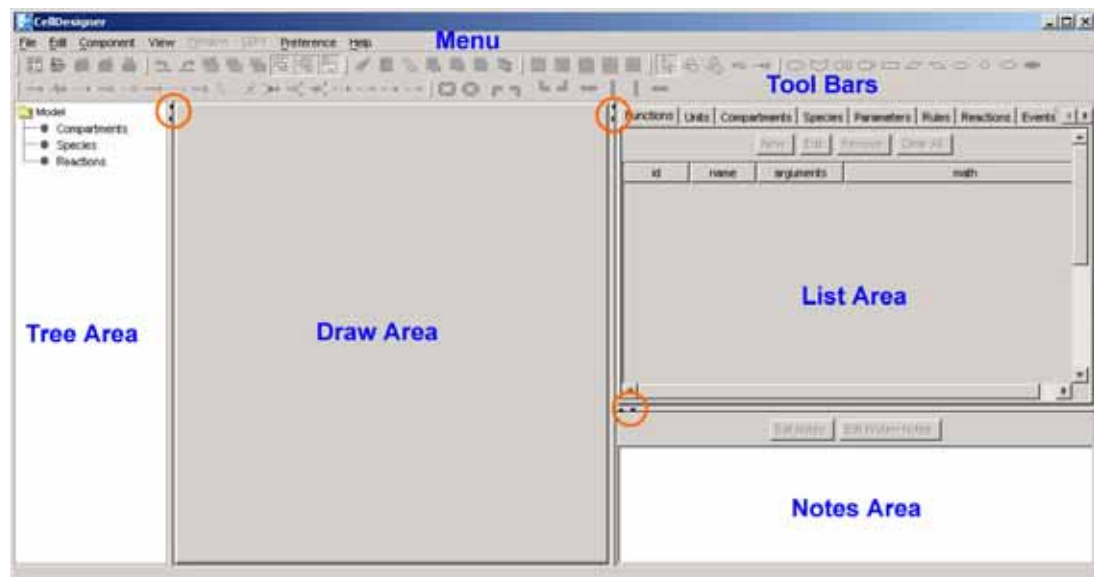 CellDesigner
File Edit Component View Preference Help
Menu
Tool Bars
Model
Compartments
Species
Reactions
Functions Units Compartments Species Parameters Rules Reactions Events
New Edit Remove Clear All
id name arguments math
List Area
Tree Area
Draw Area
Edit Notes
Notes Area